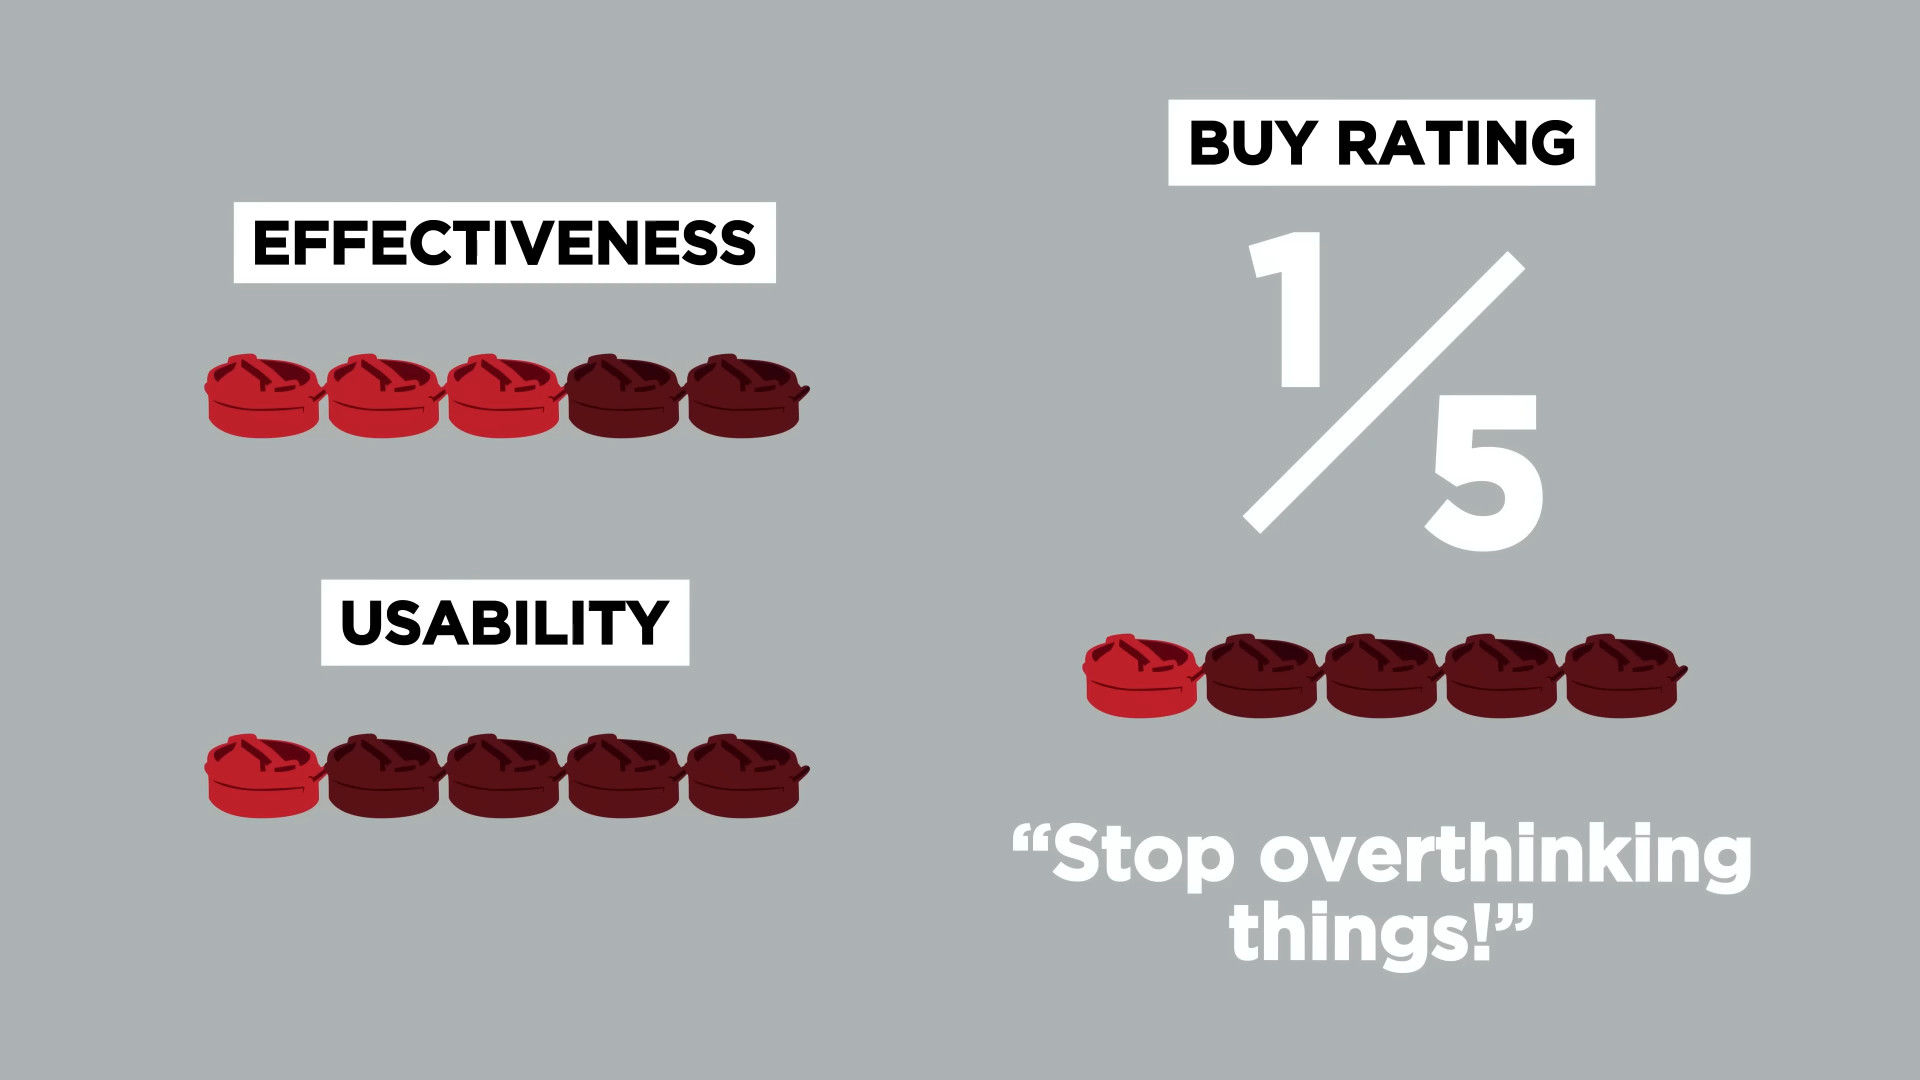 EFFECTIVENESS
USABILITY
BUY RATING
1/5
“Stop overthinking
things!”